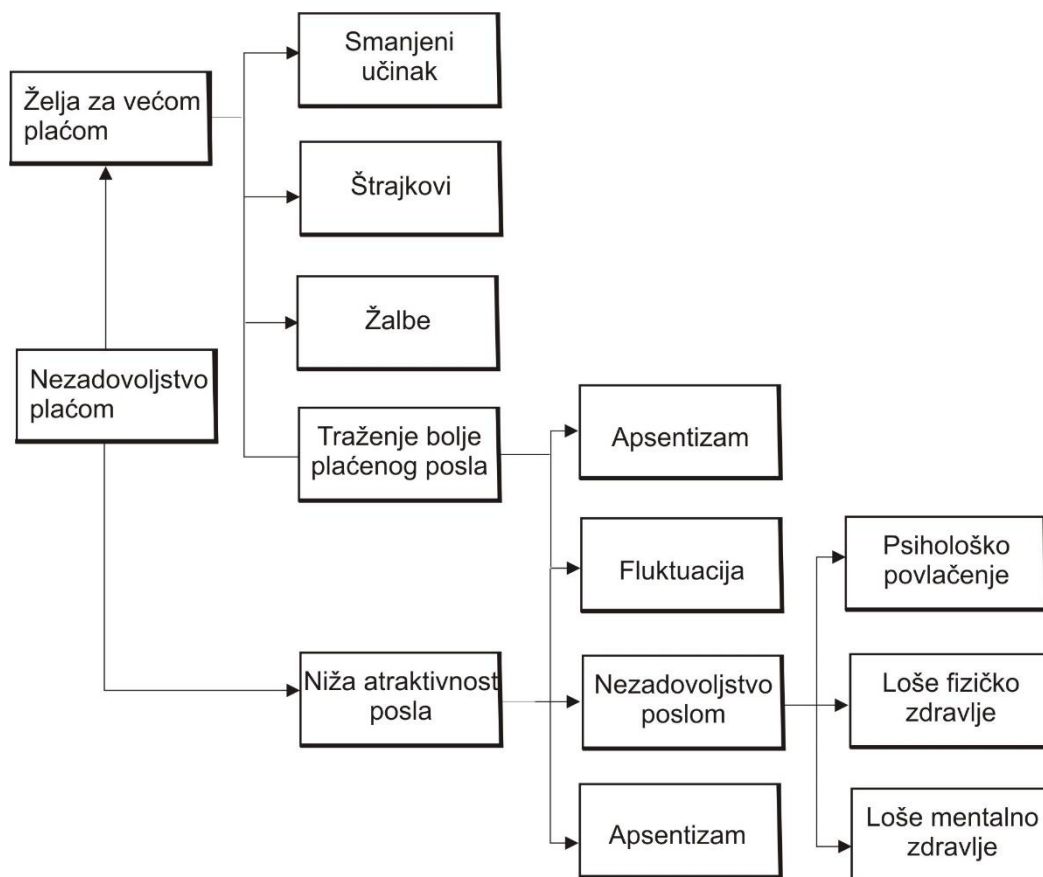 Smanjeni
učinak
Želja za većom
plaćom
Štrajkovi
Žalbe
Nezadovoljstvo
plaćom
Traženje bolje
plaćenog posla
Apsentizam
Fluktuacija
Psihološko
povlačenje
Niža atraktivnost
posla
Nezadovoljstvo
poslom
Loše fizičko
zdravlje
Apsentizam
Loše mentalno
zdravlje